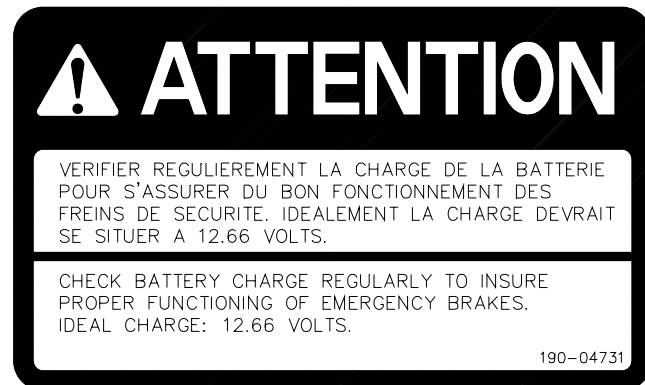 ATTENTION
VERIFIER REGULIEREMENT LA CHARGE DE LA BATTERIE
POUR S'ASSURER DU BON FONCTIONNEMENT DES
FREINS DE SECURITE. IDEALEMENT LA CHARGE DEVRAIT
SE SITUER A 12.66 VOLTS.
CHECK BATTERY CHARGE REGULARLY TO INSURE
PROPER FUNCTIONING OF EMERGENCY BRAKES.
IDEAL CHARGE: 12.66 VOLTS.
190-04731